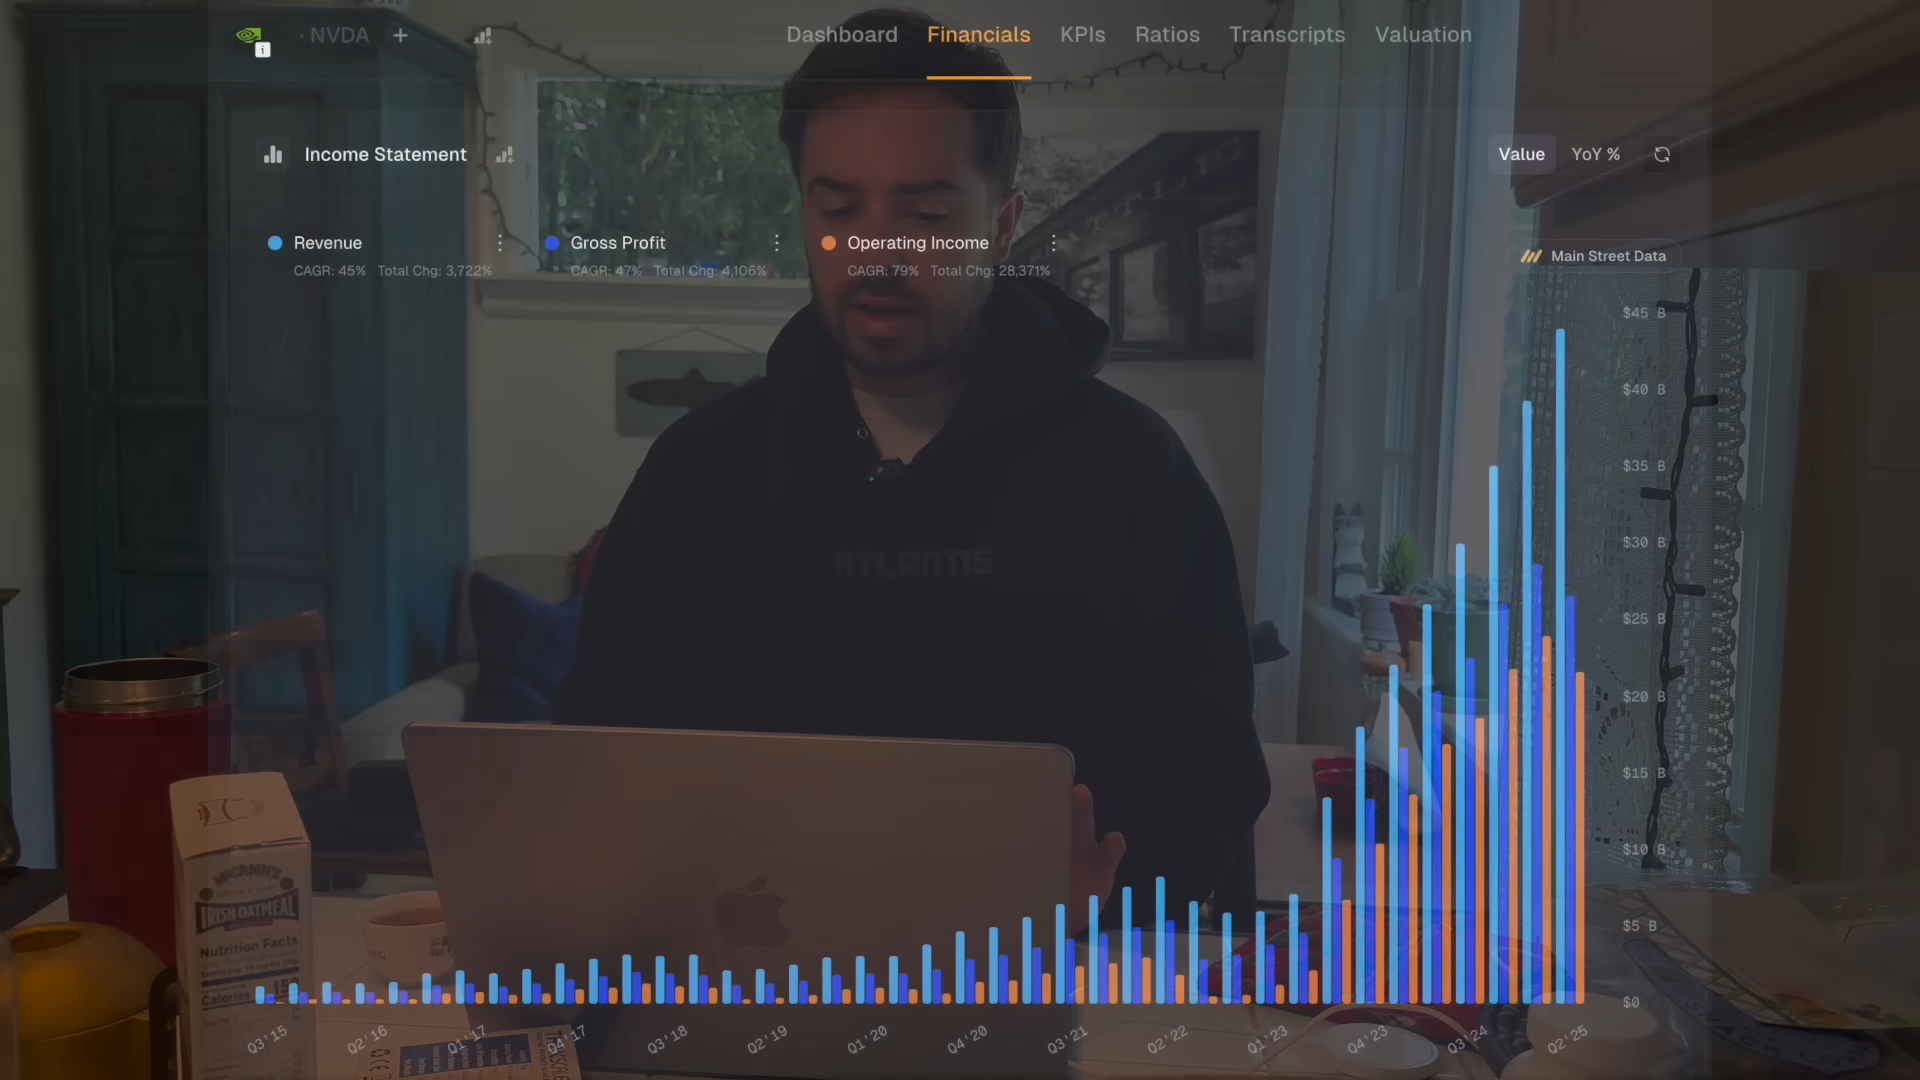 · NVDA +
Dashboard Financials KPIs Ratios Transcripts Valuation
Income Statement
Value YoY %
Revenue
CAGR: 45% Total Chg: 3,722%
Gross Profit
CAGR: 47% Total Chg: 4,106%
Operating Income
CAGR: 79% Total Chg: 28,371%
Main Street Data
$45 B
$40 B
$35 B
$30 B
$25 B
$20 B
$15 B
$10 B
$5 B
$0
Q3'15
Q2'16
Q1'17
Q4'17
Q3'18
Q2'19
Q1'20
Q4'20
Q3'21
Q2'22
Q1'23
Q4'23
Q3'24
Q2'25
ATLANTIS
McCANN'S
IRISH OATMEAL
Nutrition Facts
Calories 15